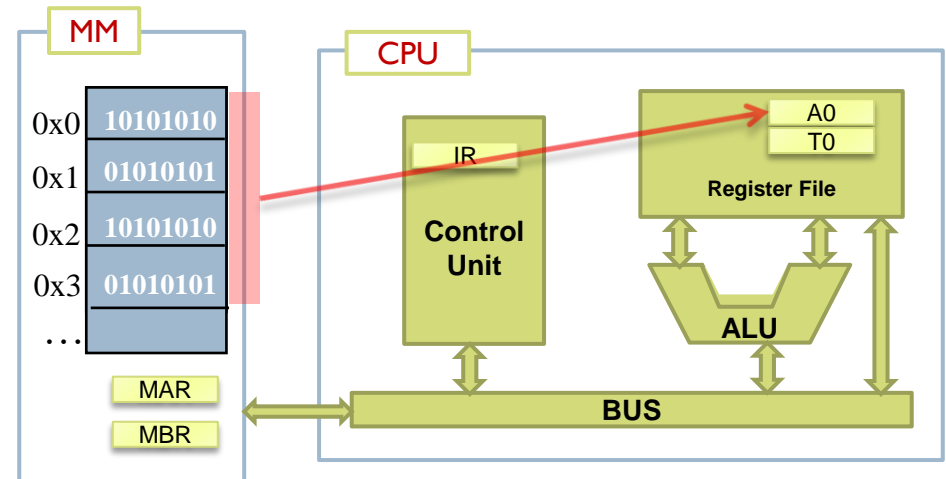 MM
CPU
0x0 10101010
0x1 01010101
0x2 10101010
0x3 01010101
…
MAR
MBR
IR
Control
Unit
A0
T0
Register File
ALU
BUS